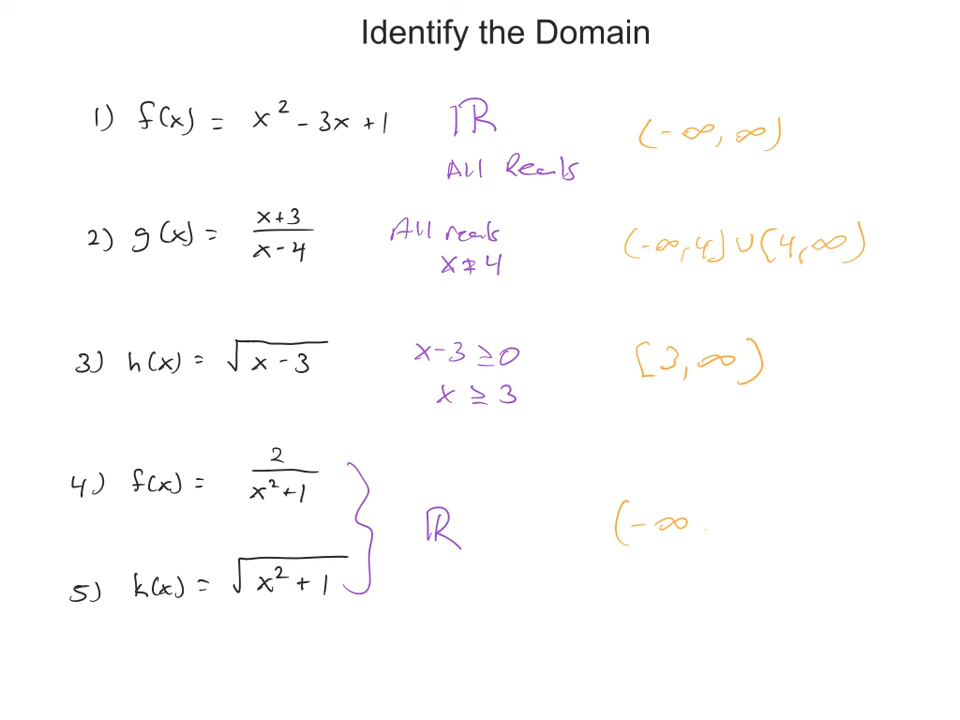 Identify the Domain
1) f(x) = x² - 3x + 1 ℝ (-∞, ∞)
All Reals
2) g(x) = (x+3)/(x-4) All reals (-∞, 4) ∪ (4, ∞)
x ≠ 4
3) h(x) = √(x - 3) x-3 ≥ 0 [3, ∞)
x ≥ 3
4) f(x) = 2/(x²+1)
ℝ (-∞
5) k(x) = √(x² + 1)